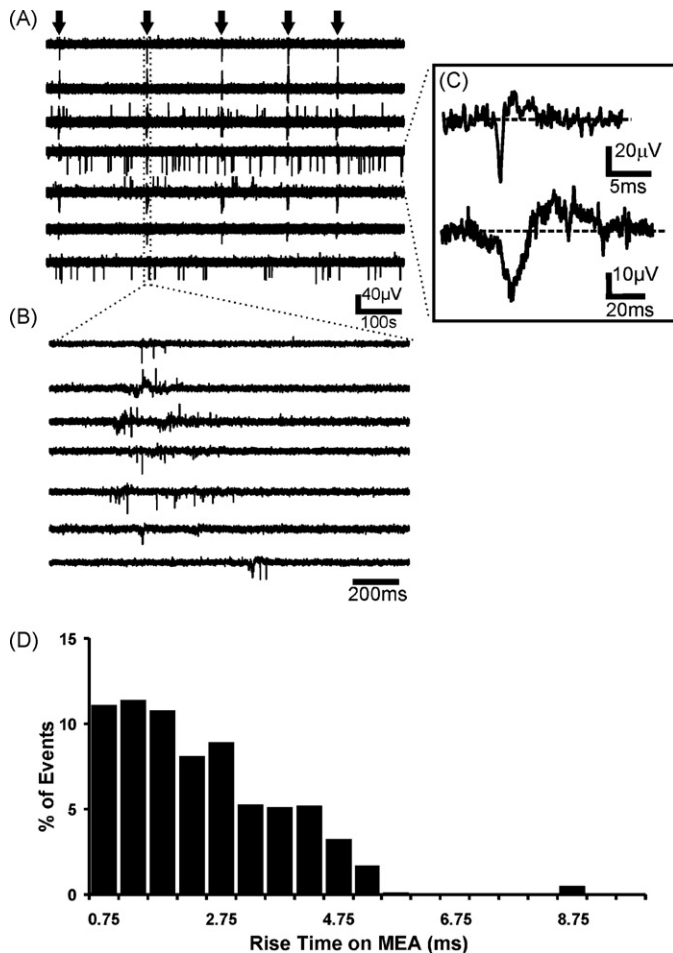 (A)
(C)
20µV
5ms
10µV
20ms
40µV
100s
(B)
200ms
(D)
15
10
5
0
% of Events
0.75 2.75 4.75 6.75 8.75
Rise Time on MEA (ms)